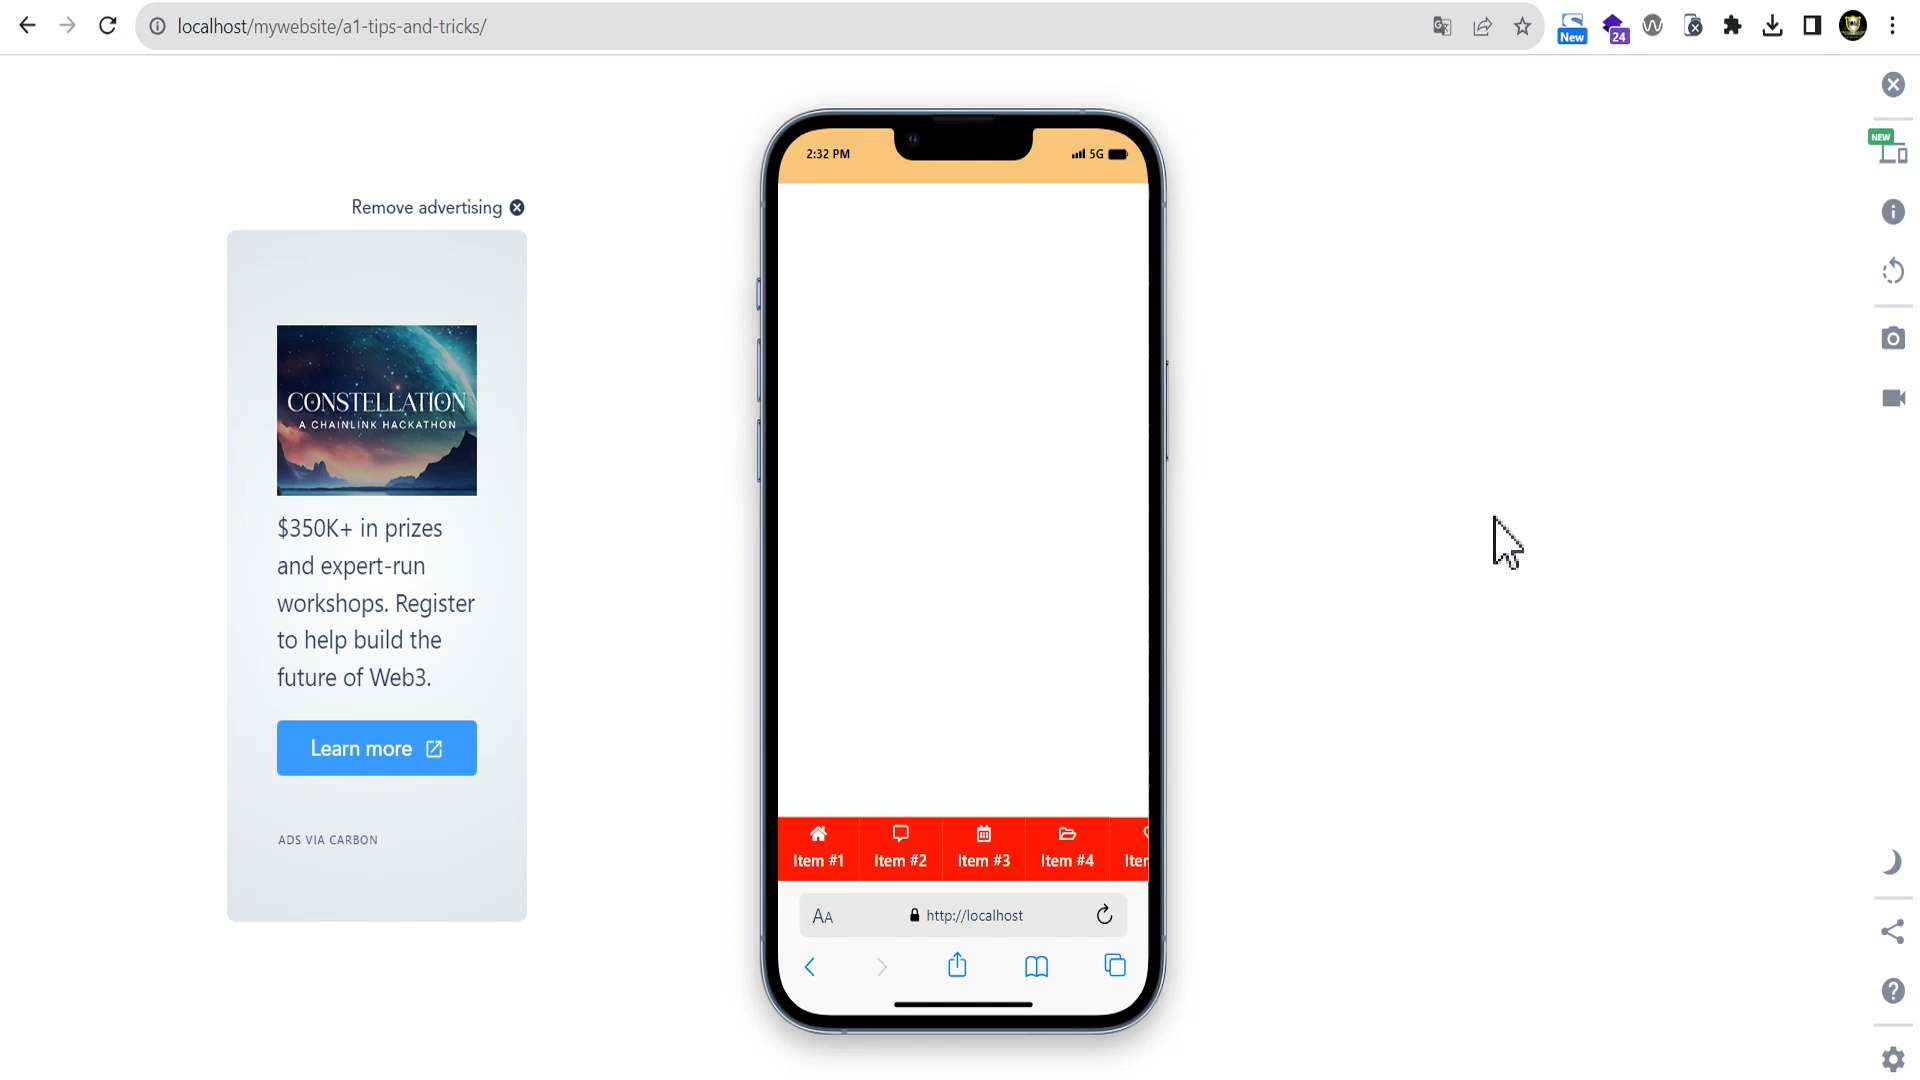 localhost/mywebsite/a1-tips-and-tricks/
New
24
NEW
Remove advertising
CONSTELLATION
A CHAINLINK HACKATHON
$350K+ in prizes
and expert-run
workshops. Register
to help build the
future of Web3.
Learn more
ADS VIA CARBON
2:32 PM
5G
Item #1
Item #2
Item #3
Item #4
Iter
AA
http://localhost